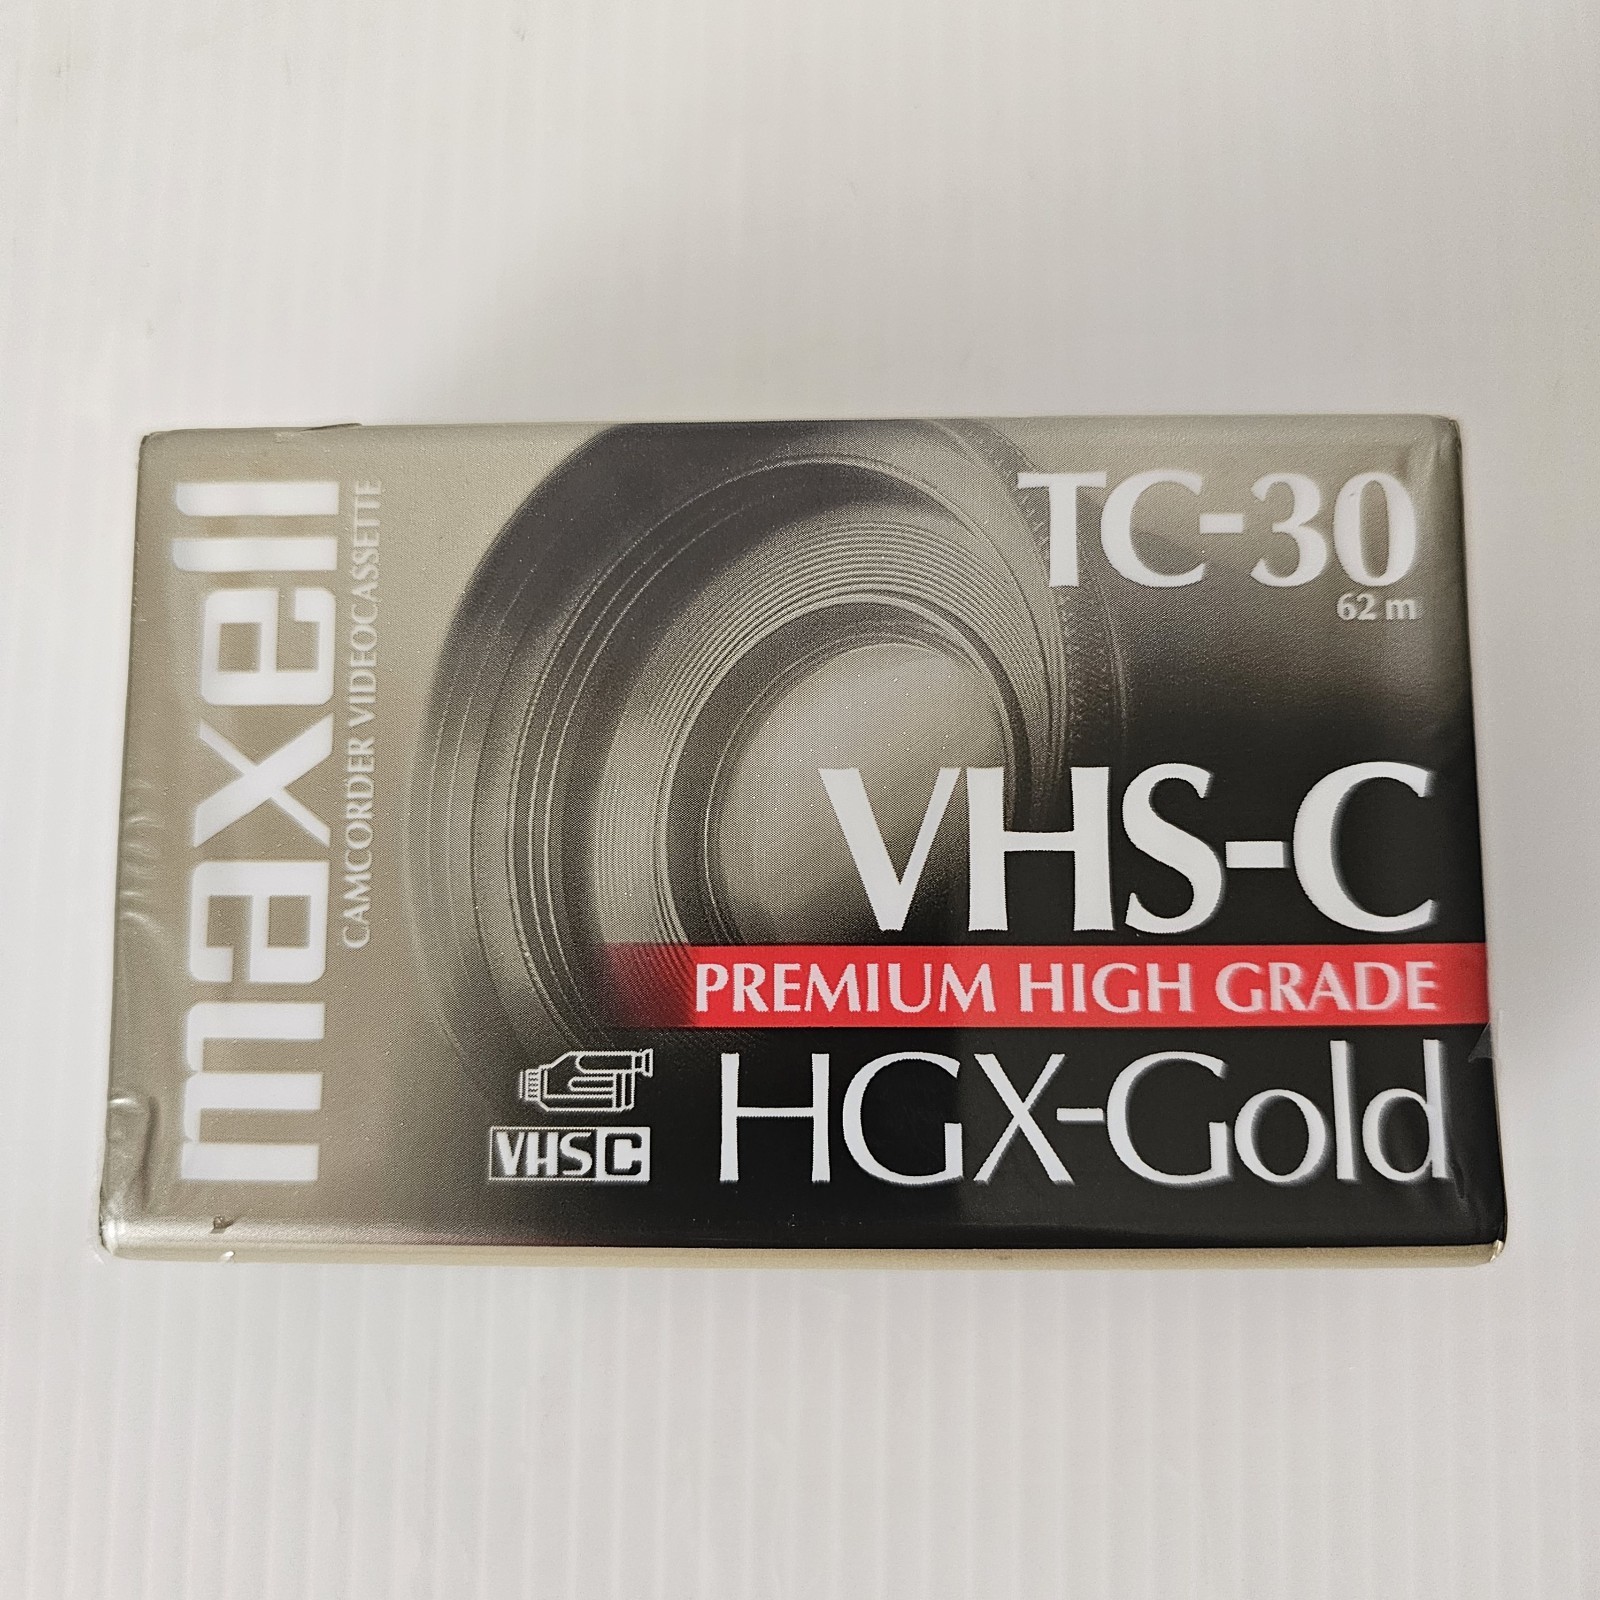 maxell
CAMCORDER VIDEOCASSETTE
TC-30
62 m
VHS-C
PREMIUM HIGH GRADE
HGX-Gold
VHS C